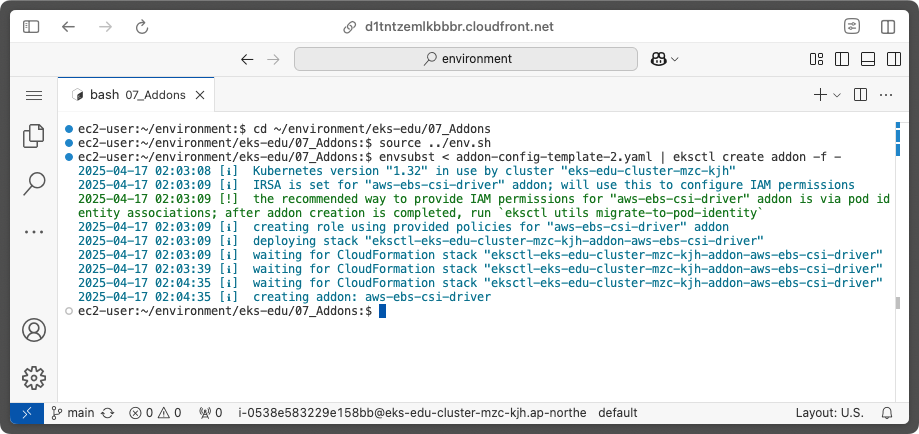 d1tntzemlkbbbr.cloudfront.net
environment
bash 07_Addons
ec2-user:~/environment:$ cd ~/environment/eks-edu/07_Addons
ec2-user:~/environment/eks-edu/07_Addons:$ source ../env.sh
ec2-user:~/environment/eks-edu/07_Addons:$ envsubst < addon-config-template-2.yaml | eksctl create addon -f -
2025-04-17 02:03:08 [ℹ]  Kubernetes version "1.32" in use by cluster "eks-edu-cluster-mzc-kjh"
2025-04-17 02:03:09 [ℹ]  IRSA is set for "aws-ebs-csi-driver" addon; will use this to configure IAM permissions
2025-04-17 02:03:09 [!]  the recommended way to provide IAM permissions for "aws-ebs-csi-driver" addon is via pod id
entity associations; after addon creation is completed, run `eksctl utils migrate-to-pod-identity`
2025-04-17 02:03:09 [ℹ]  creating role using provided policies for "aws-ebs-csi-driver" addon
2025-04-17 02:03:09 [ℹ]  deploying stack "eksctl-eks-edu-cluster-mzc-kjh-addon-aws-ebs-csi-driver"
2025-04-17 02:03:09 [ℹ]  waiting for CloudFormation stack "eksctl-eks-edu-cluster-mzc-kjh-addon-aws-ebs-csi-driver"
2025-04-17 02:03:39 [ℹ]  waiting for CloudFormation stack "eksctl-eks-edu-cluster-mzc-kjh-addon-aws-ebs-csi-driver"
2025-04-17 02:04:35 [ℹ]  waiting for CloudFormation stack "eksctl-eks-edu-cluster-mzc-kjh-addon-aws-ebs-csi-driver"
2025-04-17 02:04:35 [ℹ]  creating addon: aws-ebs-csi-driver
ec2-user:~/environment/eks-edu/07_Addons:$
main 0 0 0 i-0538e583229e158bb@eks-edu-cluster-mzc-kjh.ap-northe default Layout: U.S.